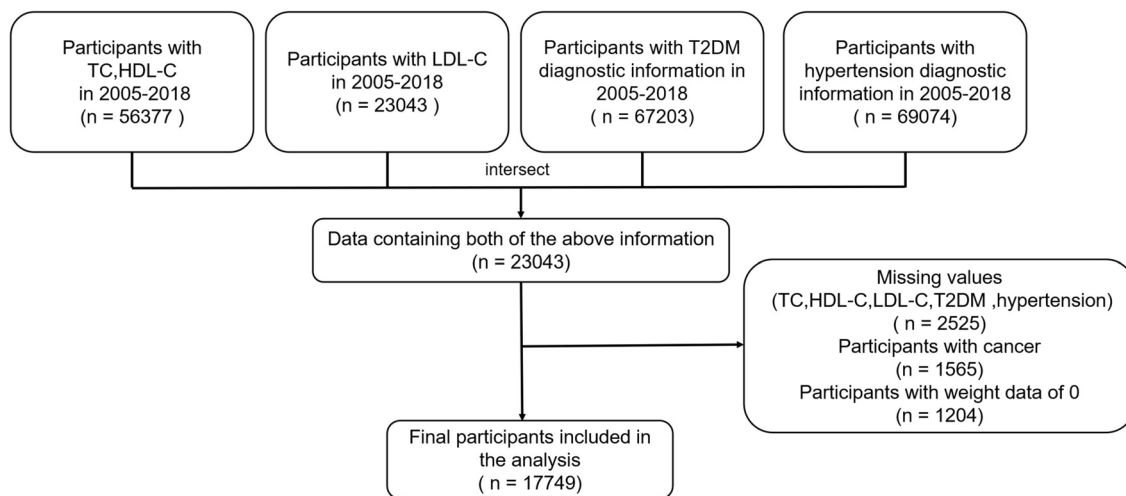 Participants with
TC,HDL-C
in 2005-2018
(n = 56377 )
Participants with LDL-C
in 2005-2018
(n = 23043 )
Participants with T2DM
diagnostic information in
2005-2018
( n = 67203)
Participants with
hypertension diagnostic
information in 2005-2018
( n = 69074)
intersect
Data containing both of the above information
(n = 23043)
Missing values
(TC,HDL-C,LDL-C,T2DM ,hypertension)
( n = 2525)
Participants with cancer
(n = 1565)
Participants with weight data of 0
(n = 1204)
Final participants included in
the analysis
( n = 17749)